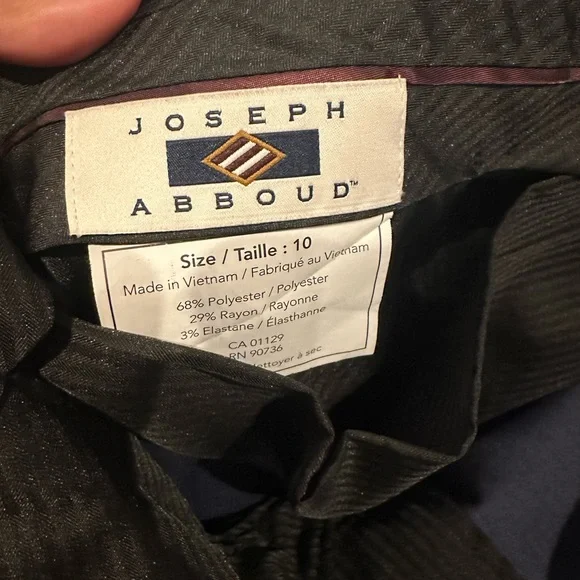 JOSEPH
ABBOUD™
Size / Taille : 10
Made in Vietnam / Fabriqué au Vietnam
68% Polyester / Polyester
29% Rayon / Rayonne
3% Elastane / Élasthanne
CA 01129
RN 90736
à sec